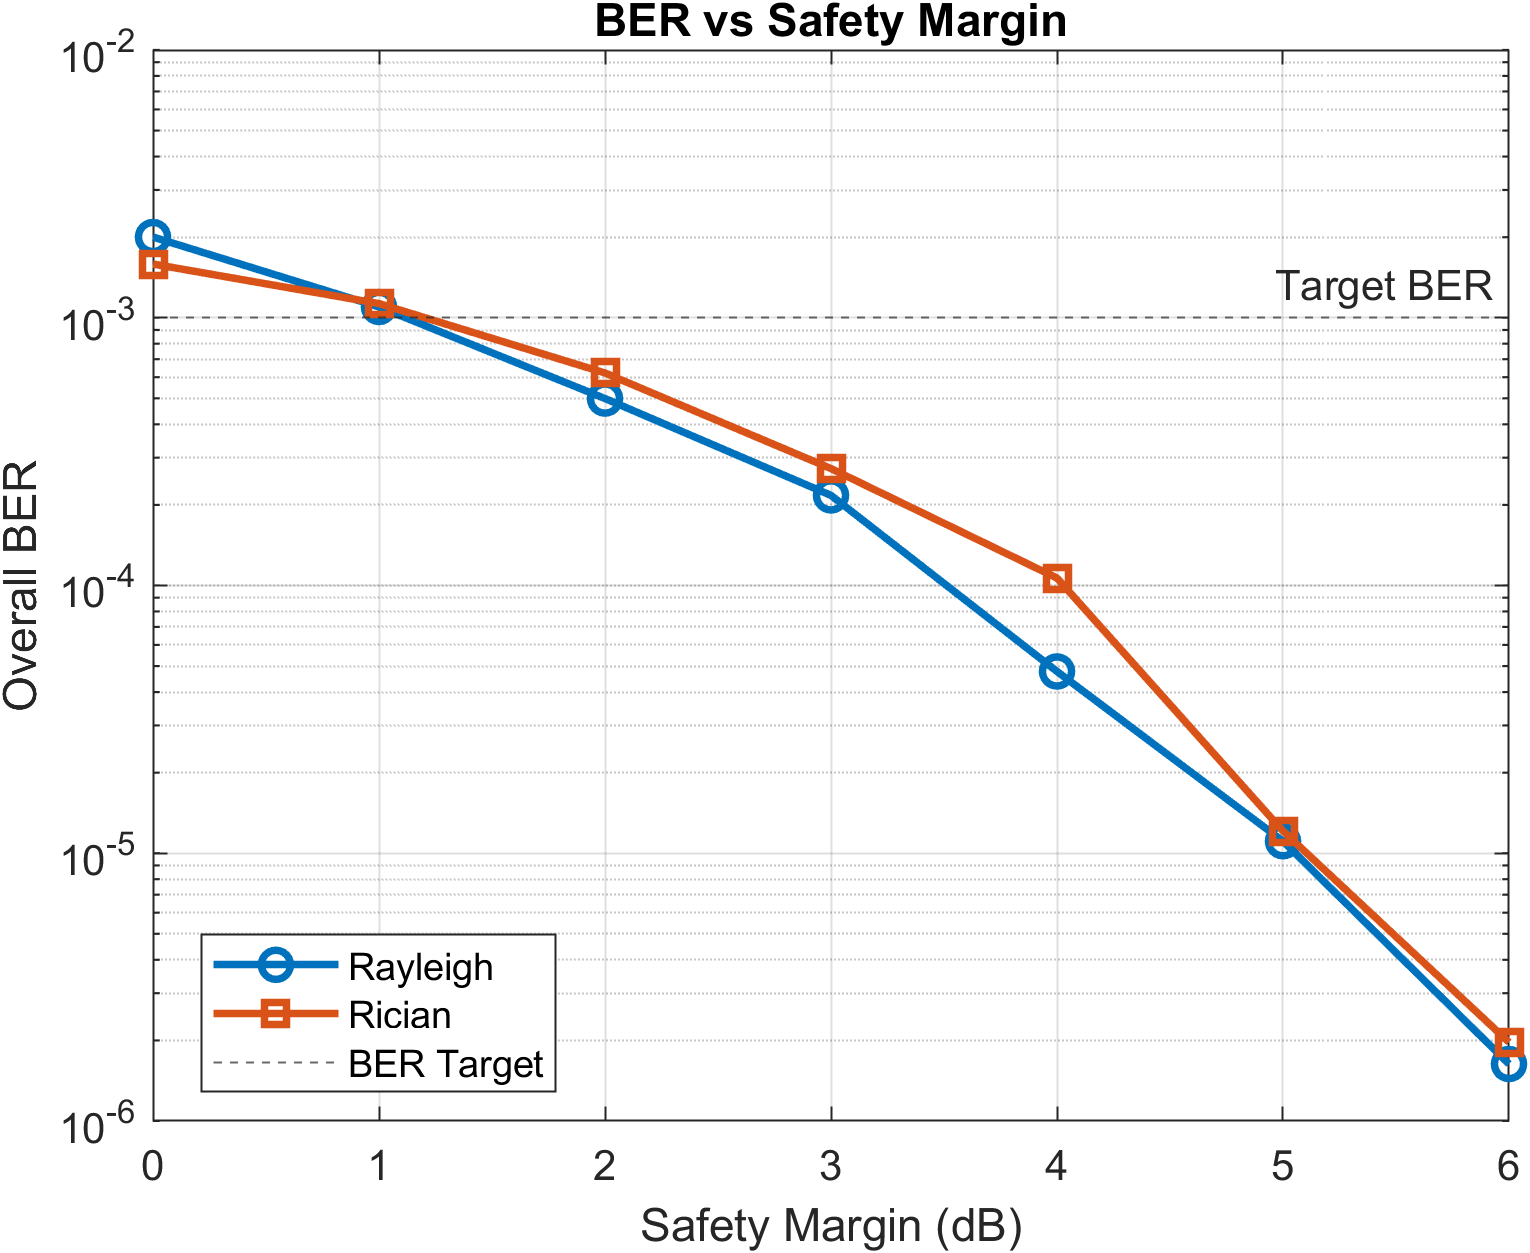 BER vs Safety Margin
10^-2
10^-3
10^-4
10^-5
10^-6
Overall BER
Target BER
Rayleigh
Rician
BER Target
0 1 2 3 4 5 6
Safety Margin (dB)